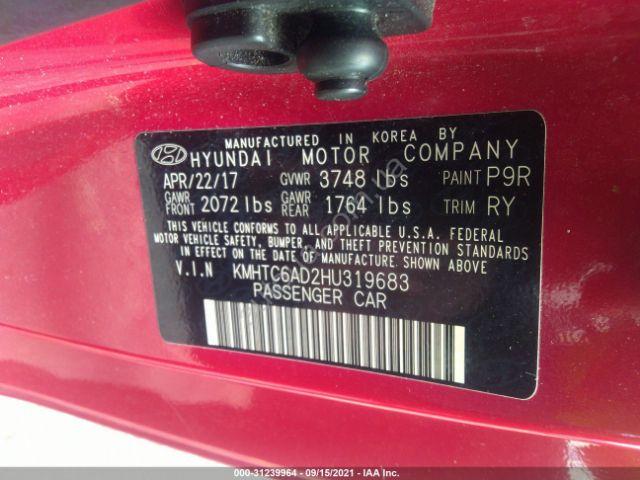 MANUFACTURED IN KOREA BY
HYUNDAI MOTOR COMPANY
APR/22/17 GVWR 3748 lbs PAINT P9R
GAWR FRONT 2072 lbs GAWR REAR 1764 lbs TRIM RY
THIS VEHICLE CONFORMS TO ALL APPLICABLE U.S.A. FEDERAL
MOTOR VEHICLE SAFETY, BUMPER, AND THEFT PREVENTION STANDARDS
IN EFFECT ON THE DATE OF MANUFACTURE SHOWN ABOVE
V.I.N KMHTC6AD2HU319683
PASSENGER CAR
000-31239964 - 09/15/2021 - IAA Inc.